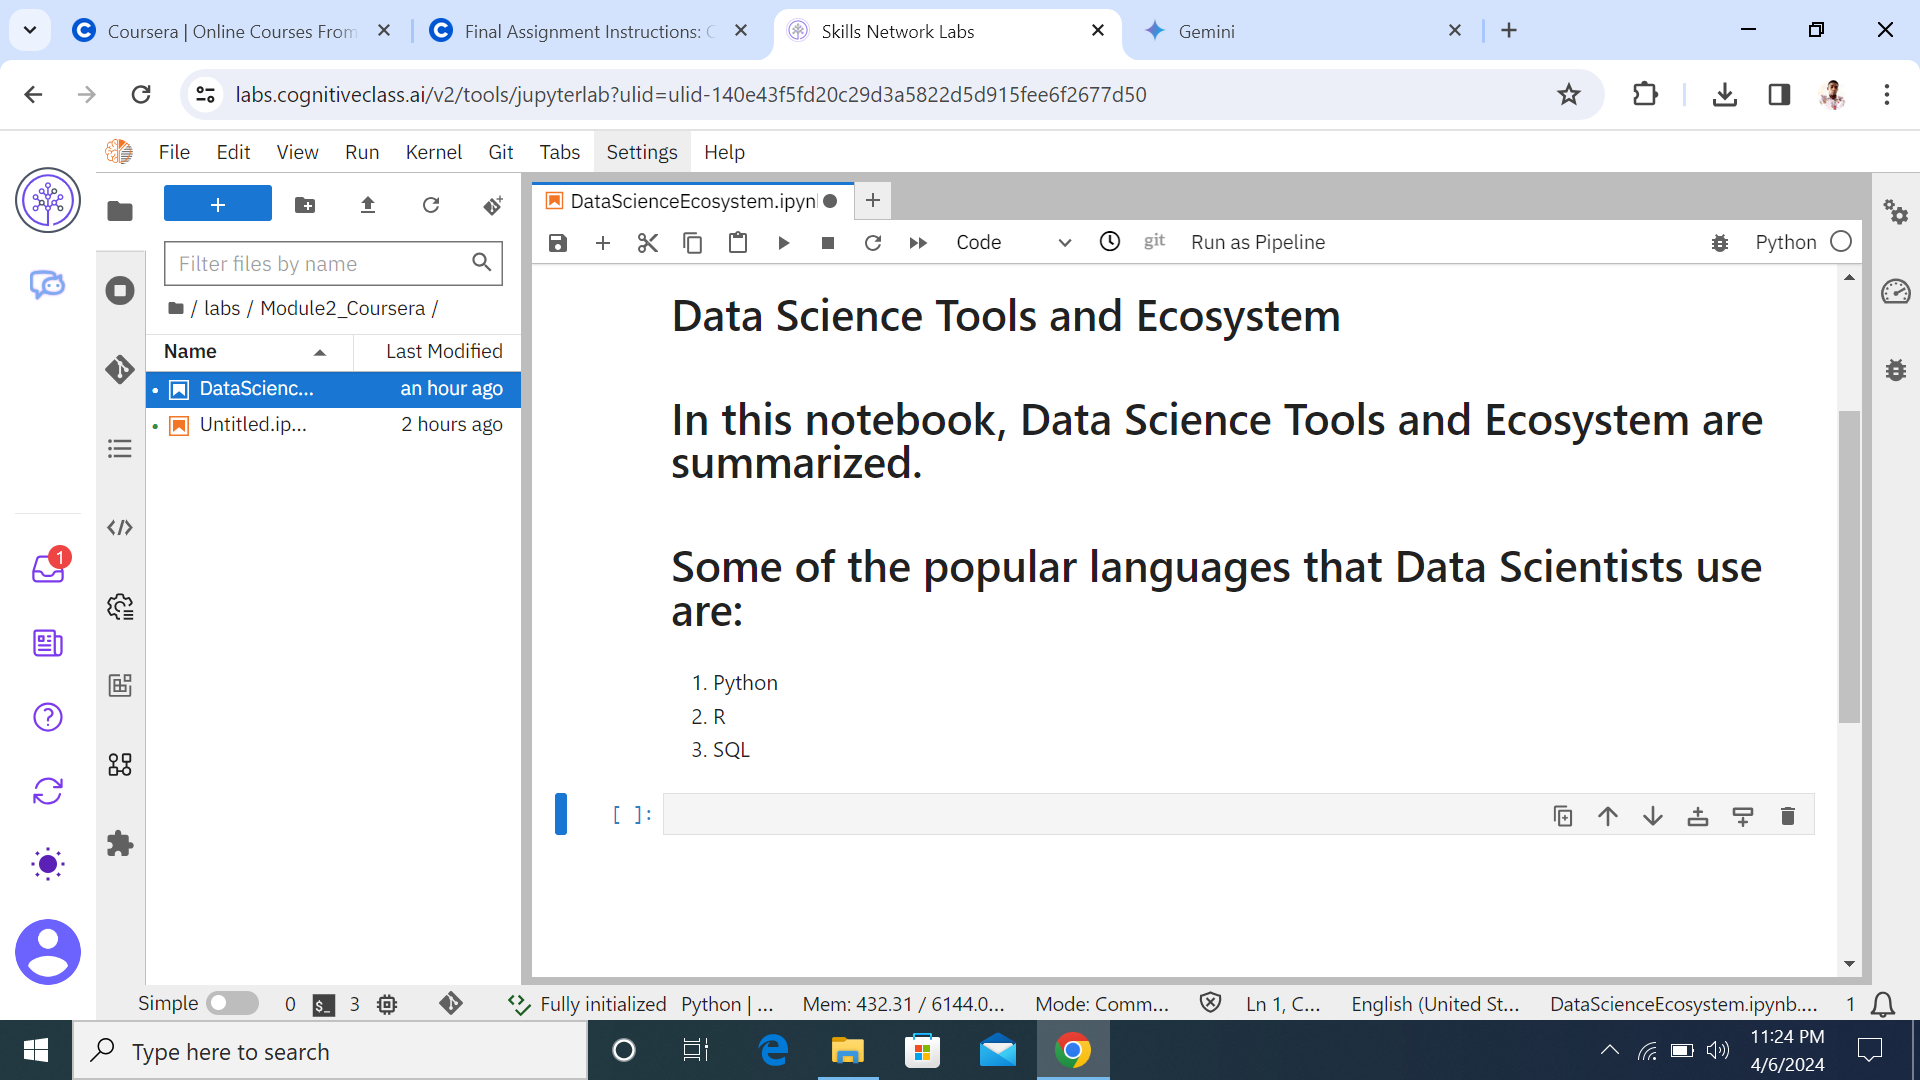 Coursera | Online Courses From
Final Assignment Instructions: C
Skills Network Labs
Gemini
labs.cognitiveclass.ai/v2/tools/jupyterlab?ulid=ulid-140e43f5fd20c29d3a5822d5d915fee6f2677d50
File Edit View Run Kernel Git Tabs Settings Help
DataScienceEcosystem.ipyn
Code
git
Run as Pipeline
Python
Filter files by name
/ labs / Module2_Coursera /
Name Last Modified
DataScienc... an hour ago
Untitled.ip... 2 hours ago
1
Data Science Tools and Ecosystem
In this notebook, Data Science Tools and Ecosystem are
summarized.
Some of the popular languages that Data Scientists use
are:
1. Python
2. R
3. SQL
[ ]:
Simple 0 $_ 3 Fully initialized Python | ... Mem: 432.31 / 6144.0... Mode: Comm... Ln 1, C... English (United St... DataScienceEcosystem.ipynb.... 1
Type here to search
11:24 PM
4/6/2024